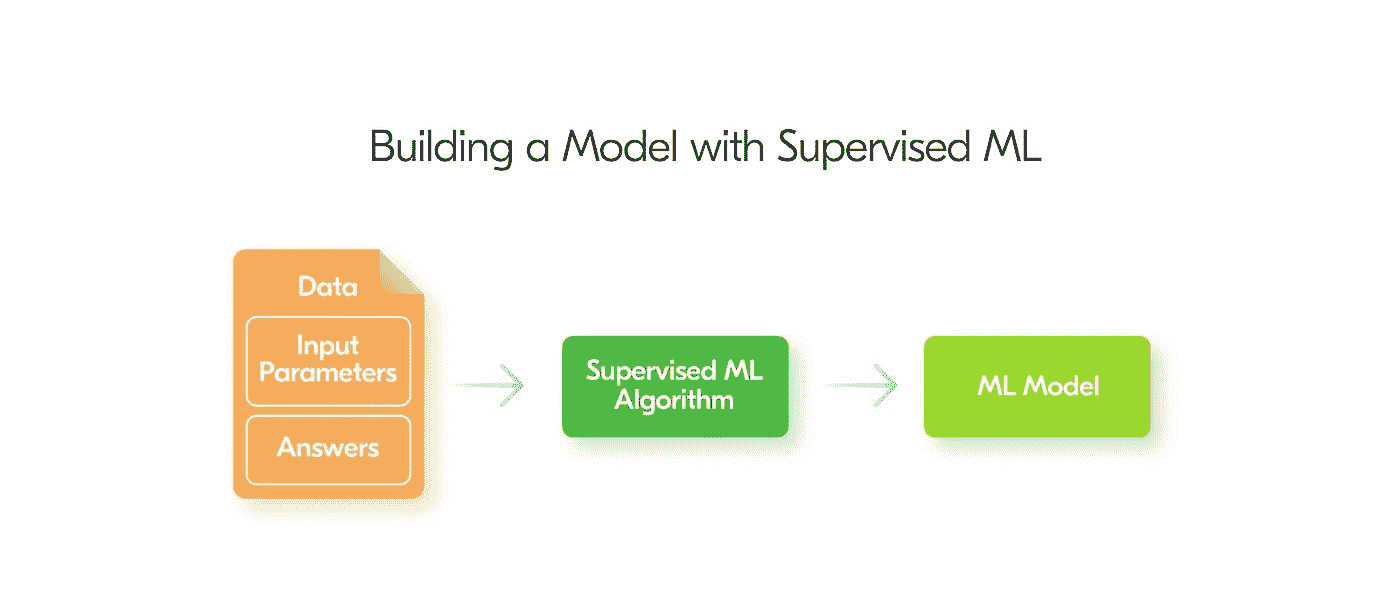 Building a Model with Supervised ML
Data
Input
Parameters
Answers
Supervised ML
Algorithm
ML Model